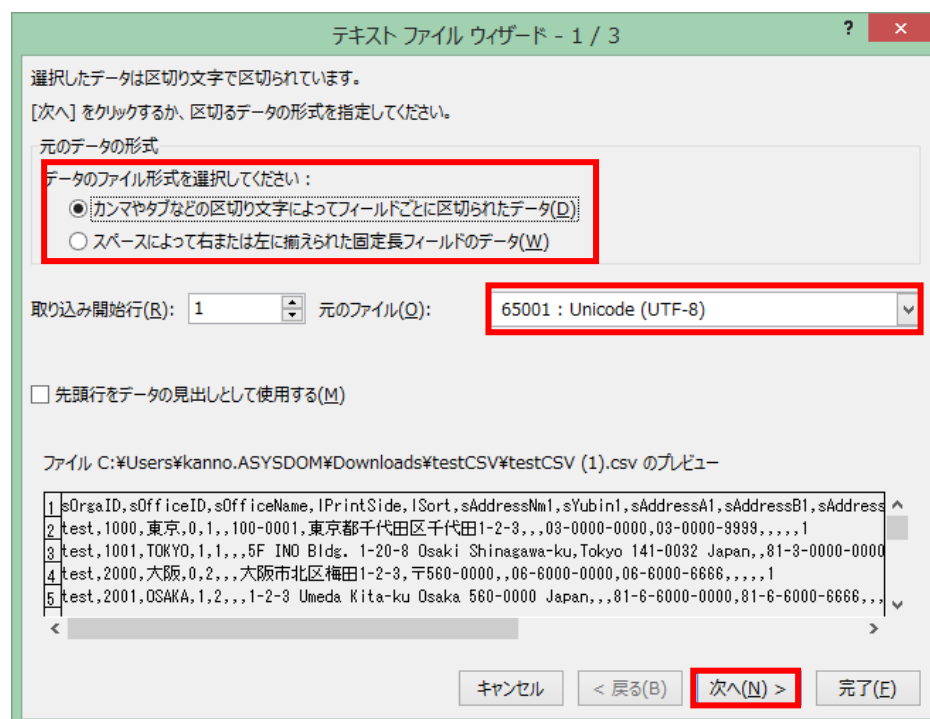 テキスト ファイル ウィザード - 1 / 3
? ×
選択したデータは区切り文字で区切られています。
[次へ] をクリックするか、区切るデータの形式を指定してください。
元のデータの形式
データのファイル形式を選択してください：
カンマやタブなどの区切り文字によってフィールドごとに区切られたデータ(D)
スペースによって右または左に揃えられた固定長フィールドのデータ(W)
取り込み開始行(R): 1 元のファイル(O): 65001 : Unicode (UTF-8)
先頭行をデータの見出しとして使用する(M)
ファイル C:¥Users¥kanno.ASYSDOM¥Downloads¥testCSV¥testCSV (1).csv のプレビュー
1 sOrgaID,sOfficeID,sOfficeName,lPrintSide,lSort,sAddressNm1,sYubin1,sAddressA1,sAddressB1,sAddress
2 test,1000,東京,0,1,,100-0001,東京都千代田区千代田1-2-3,,,03-0000-0000,03-0000-9999,,,,,1
3 test,1001,TOKYO,1,1,,,5F INO Bldg. 1-20-8 Osaki Shinagawa-ku,Tokyo 141-0032 Japan,,81-3-0000-0000
4 test,2000,大阪,0,2,,,大阪市北区梅田1-2-3,〒560-0000,,06-6000-0000,06-6000-6666,,,,,1
5 test,2001,OSAKA,1,2,,,1-2-3 Umeda Kita-ku Osaka 560-0000 Japan,,,81-6-6000-0000,81-6-6000-6666,,,
キャンセル < 戻る(B) 次へ(N) > 完了(F)